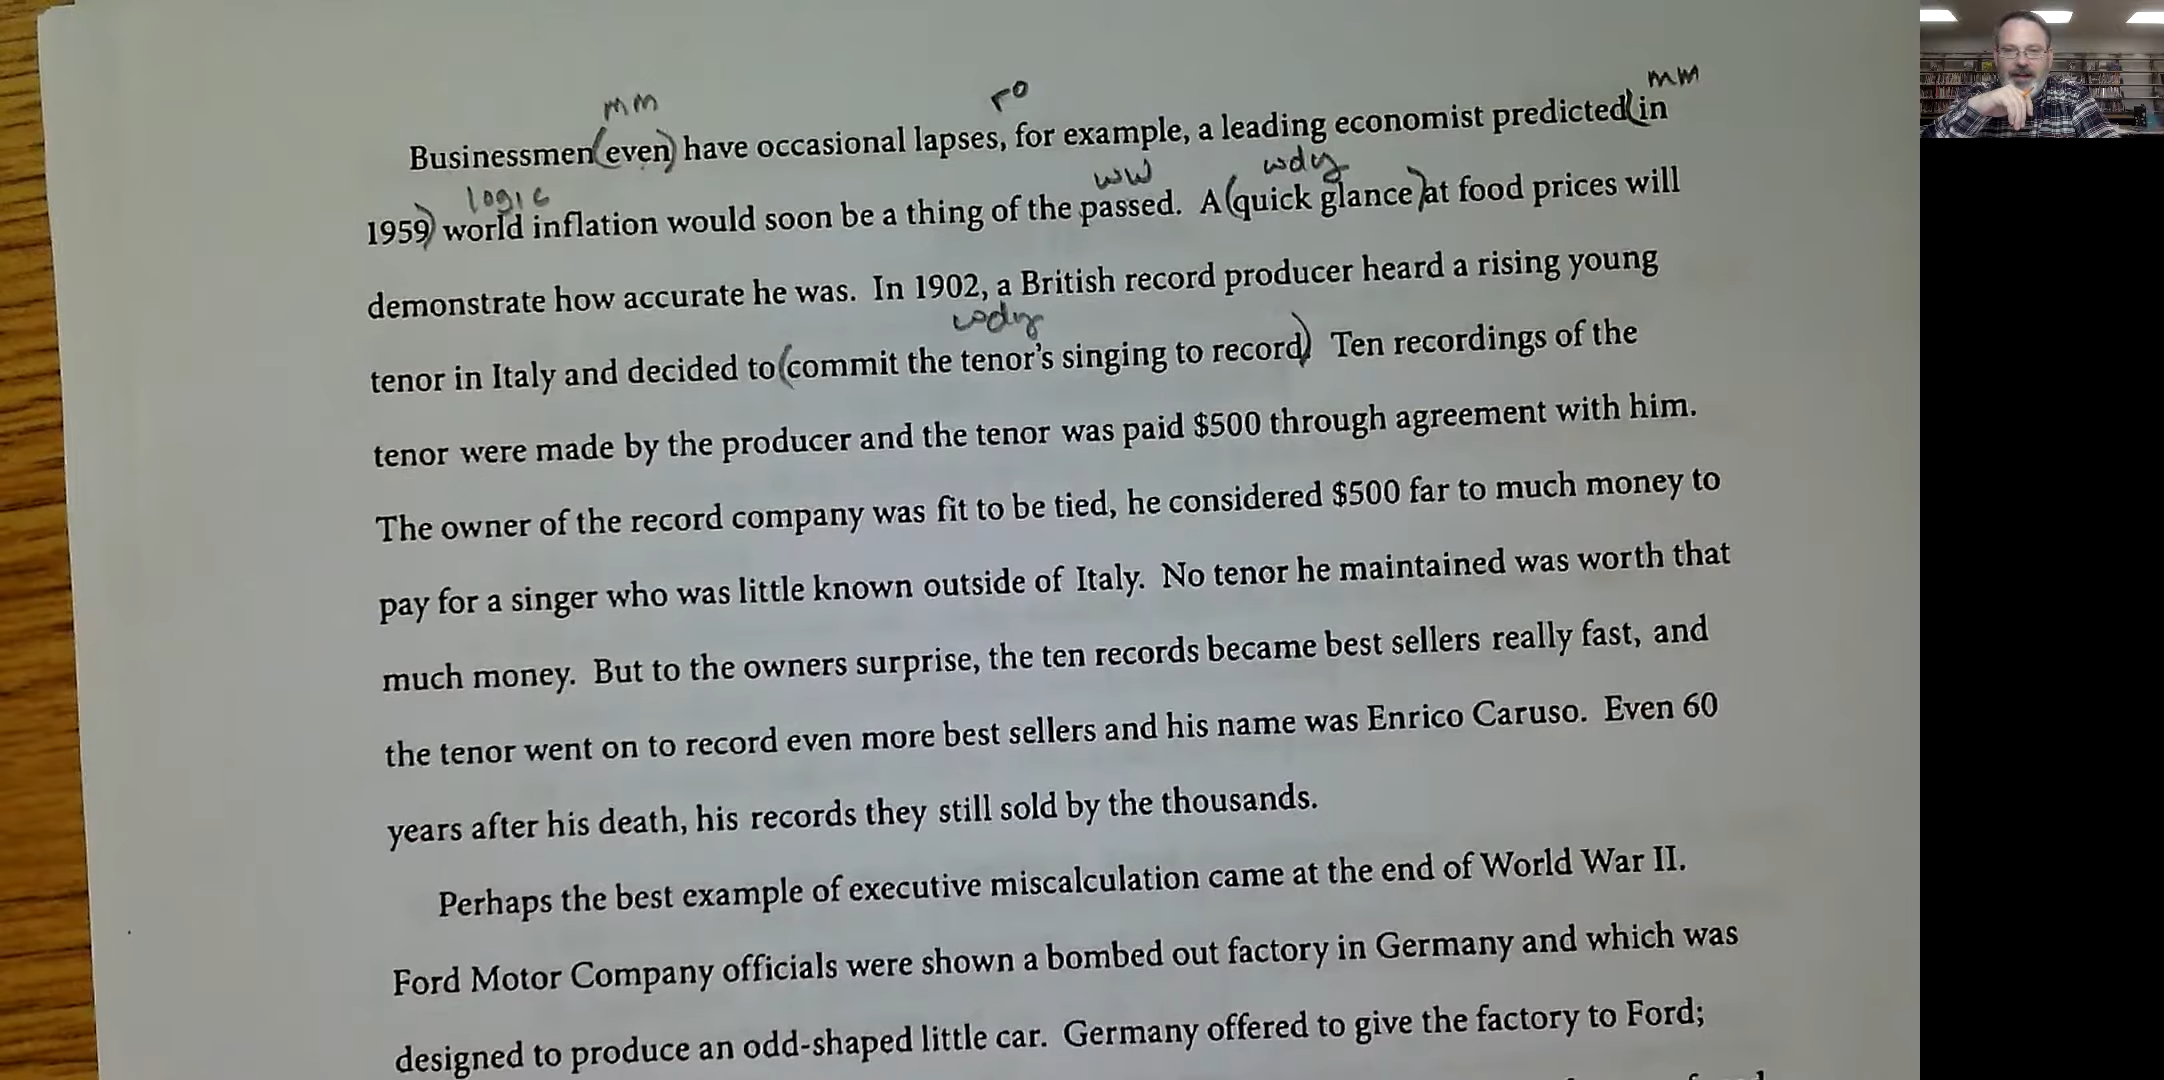 mm ro mm
Businessmen (even) have occasional lapses, for example, a leading economist predicted (in
logic ww wdy
1959) world inflation would soon be a thing of the passed. A (quick glance) at food prices will
demonstrate how accurate he was. In 1902, a British record producer heard a rising young
wdy
tenor in Italy and decided to (commit the tenor's singing to record) Ten recordings of the
tenor were made by the producer and the tenor was paid $500 through agreement with him.
The owner of the record company was fit to be tied, he considered $500 far to much money to
pay for a singer who was little known outside of Italy. No tenor he maintained was worth that
much money. But to the owners surprise, the ten records became best sellers really fast, and
the tenor went on to record even more best sellers and his name was Enrico Caruso. Even 60
years after his death, his records they still sold by the thousands.
Perhaps the best example of executive miscalculation came at the end of World War II.
Ford Motor Company officials were shown a bombed out factory in Germany and which was
designed to produce an odd-shaped little car. Germany offered to give the factory to Ford;